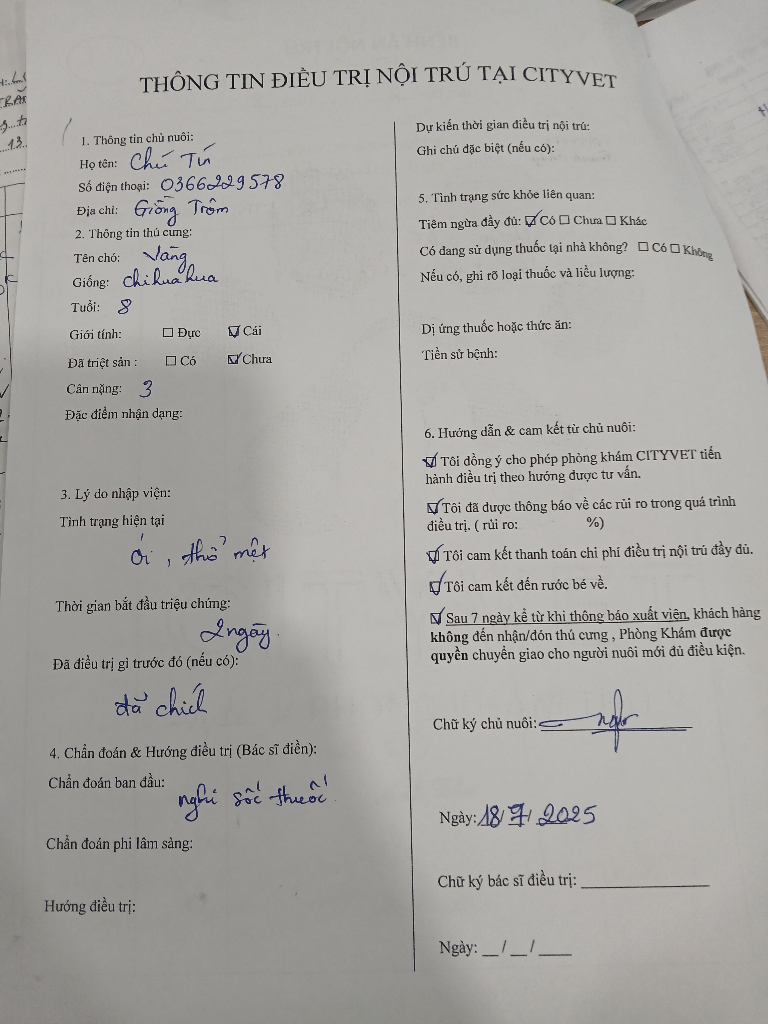 THÔNG TIN ĐIỀU TRỊ NỘI TRÚ TẠI CITYVET
1. Thông tin chủ nuôi:
Họ tên: Chú Tín
Số điện thoại: 0366229578
Địa chỉ: Giồng Trôm
2. Thông tin thú cưng:
Tên chó: Vàng
Giống: chihuahua
Tuổi: 8
Giới tính: ☐ Đực ☑ Cái
Đã triệt sản : ☐ Có ☑ Chưa
Cân nặng: 3
Đặc điểm nhận dạng:
3. Lý do nhập viện:
Tình trạng hiện tại
ói, thở mệt
Thời gian bắt đầu triệu chứng:
2 ngày.
Đã điều trị gì trước đó (nếu có):
đã chích
4. Chẩn đoán & Hướng điều trị (Bác sĩ điền):
Chẩn đoán ban đầu:
nghi sốc thuốc.
Chẩn đoán phi lâm sàng:
Hướng điều trị:
Dự kiến thời gian điều trị nội trú:
Ghi chú đặc biệt (nếu có):
5. Tình trạng sức khỏe liên quan:
Tiêm ngừa đầy đủ: ☑ Có ☐ Chưa ☐ Khác
Có đang sử dụng thuốc tại nhà không? ☐ Có ☐ Không
Nếu có, ghi rõ loại thuốc và liều lượng:
Dị ứng thuốc hoặc thức ăn:
Tiền sử bệnh:
6. Hướng dẫn & cam kết từ chủ nuôi:
☑ Tôi đồng ý cho phép phòng khám CITYVET tiến
hành điều trị theo hướng được tư vấn.
☑ Tôi đã được thông báo về các rủi ro trong quá trình
điều trị. ( rủi ro: %)
☑ Tôi cam kết thanh toán chi phí điều trị nội trú đầy đủ.
☑ Tôi cam kết đến rước bé về.
☑ Sau 7 ngày kể từ khi thông báo xuất viện, khách hàng
không đến nhận/đón thú cưng , Phòng Khám được
quyền chuyển giao cho người nuôi mới đủ điều kiện.
Chữ ký chủ nuôi:
Ngày: 18/7/2025
Chữ ký bác sĩ điều trị: ____________
Ngày: __/__/____